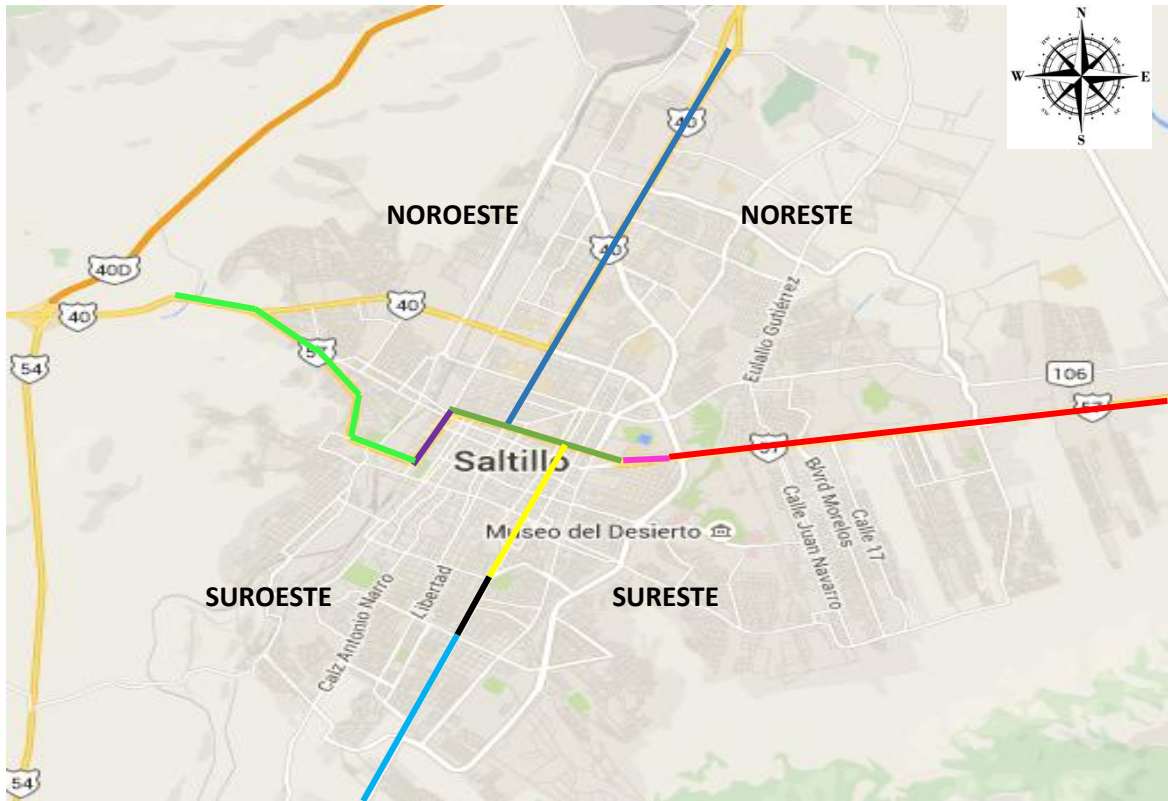 N
W E
S
40
NOROESTE
NORESTE
40
40D
40
40
57
54
Eulalio Gutiérrez
106
57
57
Saltillo
Blvrd Morelos
Calle 17
Calle Juan Navarro
Museo del Desierto
SUROESTE
SURESTE
Libertad
Calz Antonio Narro
54